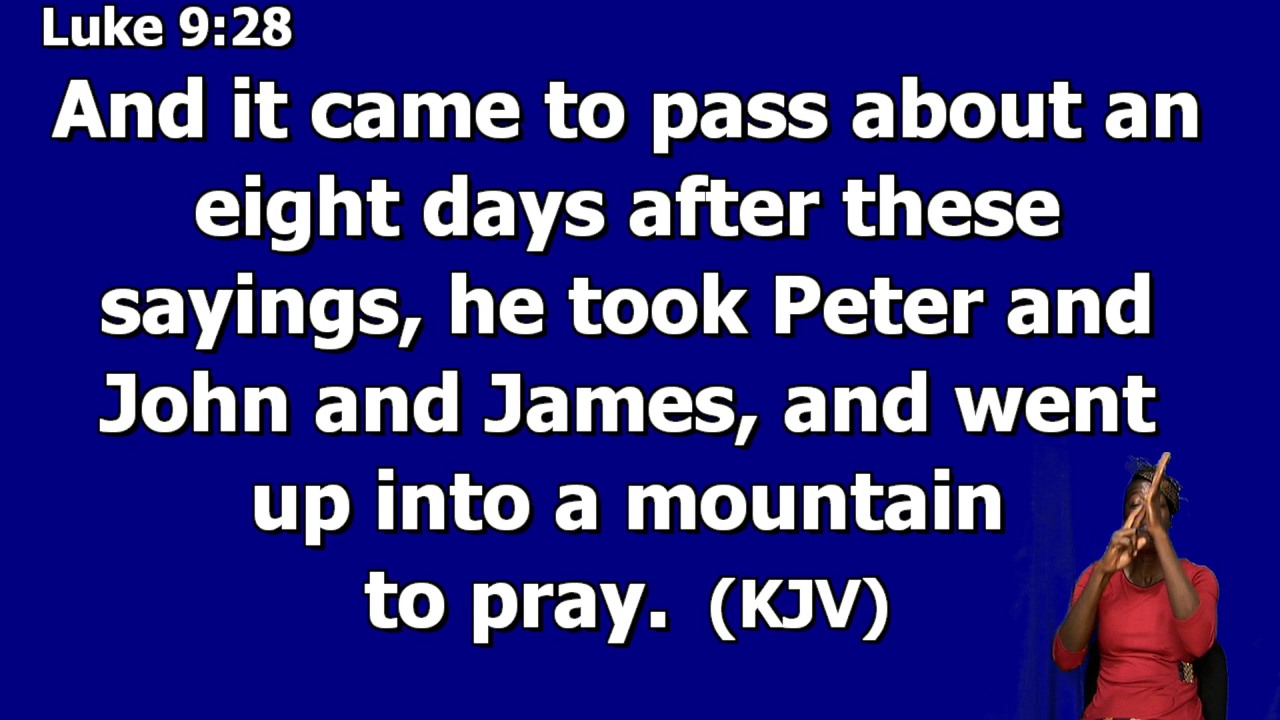 Luke 9:28
And it came to pass about an
eight days after these
sayings, he took Peter and
John and James, and went
up into a mountain
to pray. (KJV)